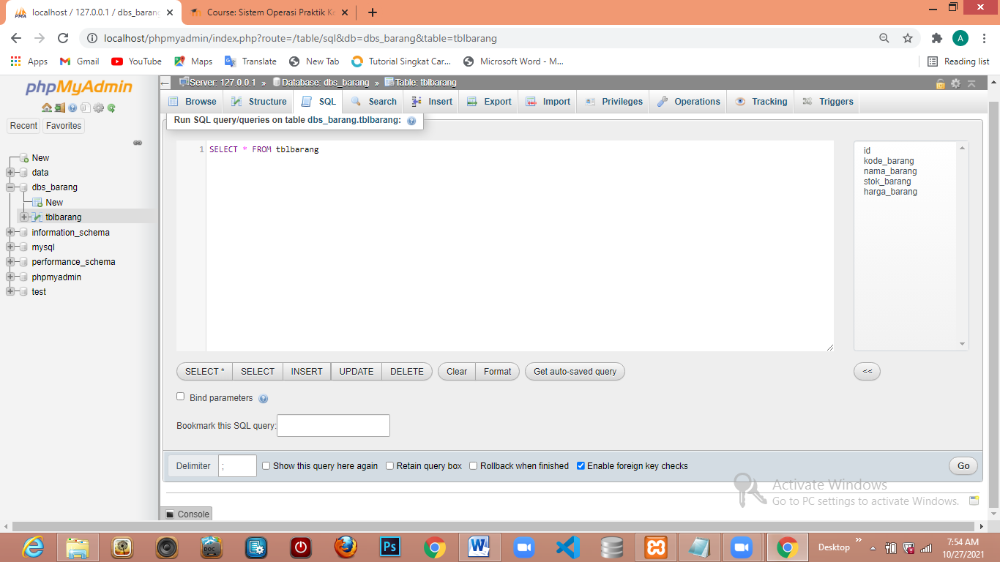 localhost / 127.0.0.1 / dbs_barang
Course: Sistem Operasi Praktik Ke
localhost/phpmyadmin/index.php?route=/table/sql&db=dbs_barang&table=tblbarang
A
Apps
Gmail
YouTube
Maps
Translate
New Tab
Tutorial Singkat Car...
Microsoft Word - M...
Reading list
phpMyAdmin
Recent
Favorites
New
data
dbs_barang
New
tblbarang
information_schema
mysql
performance_schema
phpmyadmin
test
Server: 127.0.0.1 » Database: dbs_barang » Table: tblbarang
Browse
Structure
SQL
Search
Insert
Export
Import
Privileges
Operations
Tracking
Triggers
Run SQL query/queries on table dbs_barang.tblbarang:
1 SELECT * FROM tblbarang
id
kode_barang
nama_barang
stok_barang
harga_barang
SELECT *
SELECT
INSERT
UPDATE
DELETE
Clear
Format
Get auto-saved query
<<
Bind parameters
Bookmark this SQL query:
Delimiter
;
Show this query here again
Retain query box
Rollback when finished
Enable foreign key checks
Go
Activate Windows
Go to PC settings to activate Windows.
Console
Desktop
7:54 AM
10/27/2021